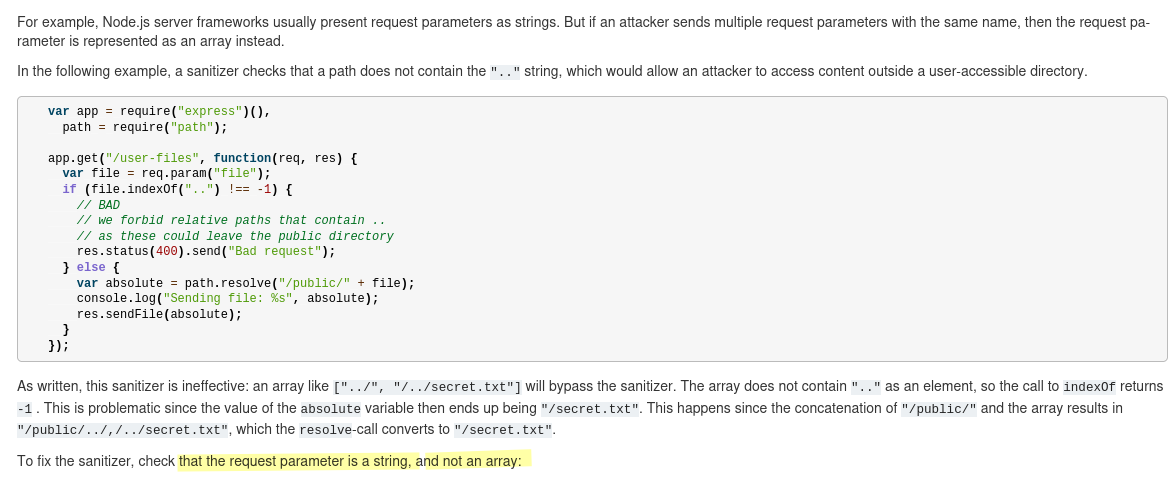 For example, Node.js server frameworks usually present request parameters as strings. But if an attacker sends multiple request parameters with the same name, then the request pa-
rameter is represented as an array instead.
In the following example, a sanitizer checks that a path does not contain the ".." string, which would allow an attacker to access content outside a user-accessible directory.
var app = require("express")(),
  path = require("path");
app.get("/user-files", function(req, res) {
  var file = req.param("file");
  if (file.indexOf("..") !== -1) {
    // BAD
    // we forbid relative paths that contain ..
    // as these could leave the public directory
    res.status(400).send("Bad request");
  } else {
    var absolute = path.resolve("/public/" + file);
    console.log("Sending file: %s", absolute);
    res.sendFile(absolute);
  }
});
As written, this sanitizer is ineffective: an array like ["../", "/../secret.txt"] will bypass the sanitizer. The array does not contain ".." as an element, so the call to indexOf returns
-1 . This is problematic since the value of the absolute variable then ends up being "/secret.txt". This happens since the concatenation of "/public/" and the array results in
"/public/../,/../secret.txt", which the resolve-call converts to "/secret.txt".
To fix the sanitizer, check that the request parameter is a string, and not an array: